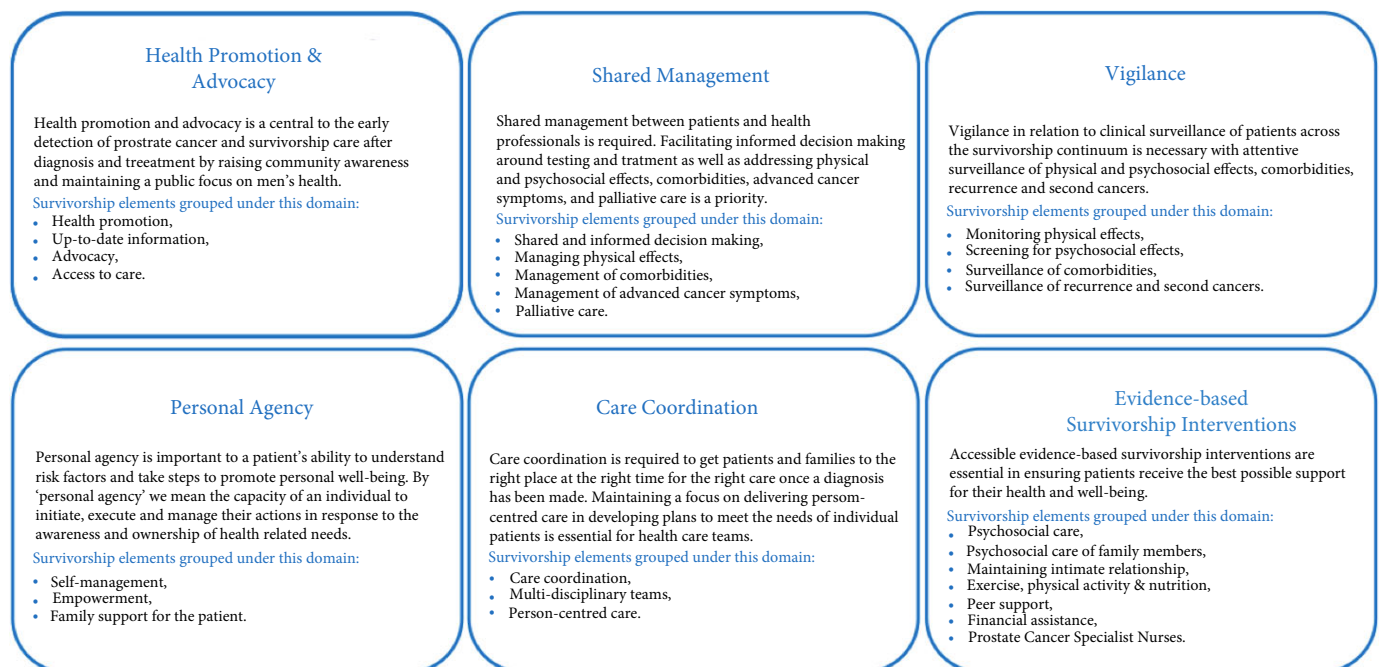 Health Promotion &
Advocacy
Health promotion and advocacy is a central to the early
detection of prostrate cancer and survivorship care after
diagnosis and treeatment by raising community awareness
and maintaining a public focus on men's health.
Survivorship elements grouped under this domain:
• Health promotion,
• Up-to-date information,
• Advocacy,
• Access to care.
Shared Management
Shared management between patients and health
professionals is required. Facilitating informed decision making
around testing and tratment as well as addressing physical
and psychosocial effects, comorbidities, advanced cancer
symptoms, and palliative care is a priority.
Survivorship elements grouped under this domain:
• Shared and informed decision making,
• Managing physical effects,
• Management of comorbidities,
• Management of advanced cancer symptoms,
• Palliative care.
Vigilance
Vigilance in relation to clinical surveillance of patients across
the survivorship continuum is necessary with attentive
surveillance of physical and psychosocial effects, comorbidities,
recurrence and second cancers.
Survivorship elements grouped under this domain:
• Monitoring physical effects,
• Screening for psychosocial effects,
• Surveillance of comorbidities,
• Surveillance of recurrence and second cancers.
Personal Agency
Personal agency is important to a patient's ability to understand
risk factors and take steps to promote personal well-being. By
'personal agency' we mean the capacity of an individual to
initiate, execute and manage their actions in response to the
awareness and ownership of health related needs.
Survivorship elements grouped under this domain:
• Self-management,
• Empowerment,
• Family support for the patient.
Care Coordination
Care coordination is required to get patients and families to the
right place at the right time for the right care once a diagnosis
has been made. Maintaining a focus on delivering persom-
centred care in developing plans to meet the needs of individual
patients is essential for health care teams.
Survivorship elements grouped under this domain:
• Care coordination,
• Multi-disciplinary teams,
• Person-centred care.
Evidence-based
Survivorship Interventions
Accessible evidence-based survivorship interventions are
essential in ensuring patients receive the best possible support
for their health and well-being.
Survivorship elements grouped under this domain:
• Psychosocial care,
• Psychosocial care of family members,
• Maintaining intimate relationship,
• Exercise, physical activity & nutrition,
• Peer support,
• Financial assistance,
• Prostate Cancer Specialist Nurses.